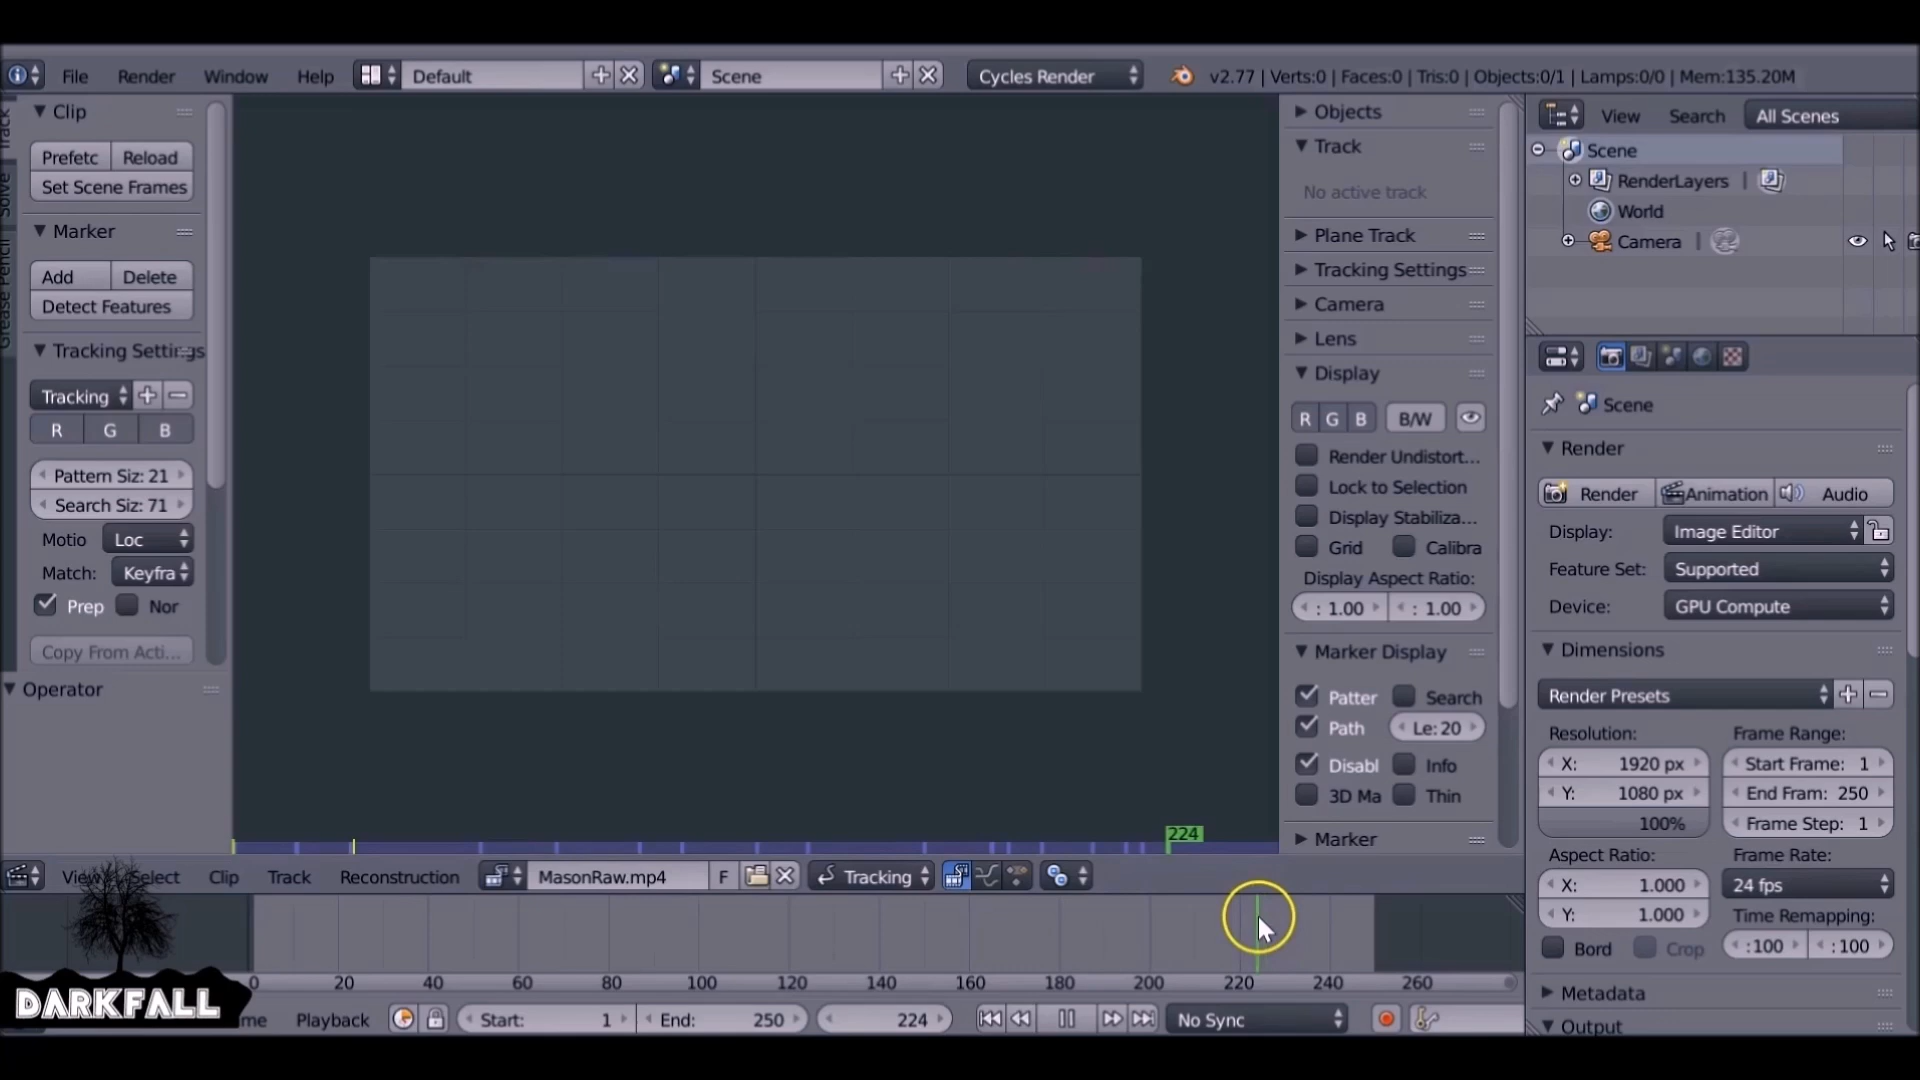 File Render Window Help Default Scene Cycles Render v2.77 | Verts:0 | Faces:0 | Tris:0 | Objects:0/1 | Lamps:0/0 | Mem:135.20M
Track
Solve
Grease Pencil
Clip
Prefetc Reload
Set Scene Frames
Marker
Add Delete
Detect Features
Tracking Settings
Tracking
R G B
Pattern Siz: 21
Search Siz: 71
Motio Loc
Match: Keyfra
Prep Nor
Copy From Acti...
Operator
Objects
Track
No active track
Plane Track
Tracking Settings
Camera
Lens
Display
R G B B/W
Render Undistort...
Lock to Selection
Display Stabiliza...
Grid Calibra
Display Aspect Ratio:
: 1.00 : 1.00
Marker Display
Patter Search
Path Le: 20
Disabl Info
3D Ma Thin
Marker
View Search All Scenes
Scene
RenderLayers |
World
Camera |
Scene
Render
Render Animation Audio
Display: Image Editor
Feature Set: Supported
Device: GPU Compute
Dimensions
Render Presets
Resolution: Frame Range:
X: 1920 px Start Frame: 1
Y: 1080 px End Fram: 250
100% Frame Step: 1
Aspect Ratio: Frame Rate:
X: 1.000 24 fps
Y: 1.000 Time Remapping:
Bord Crop :100 :100
Metadata
Output
224
View Select Clip Track Reconstruction MasonRaw.mp4 F Tracking
0 20 40 60 80 100 120 140 160 180 200 220 240 260
DARKFALL
me Playback Start: 1 End: 250 224 No Sync